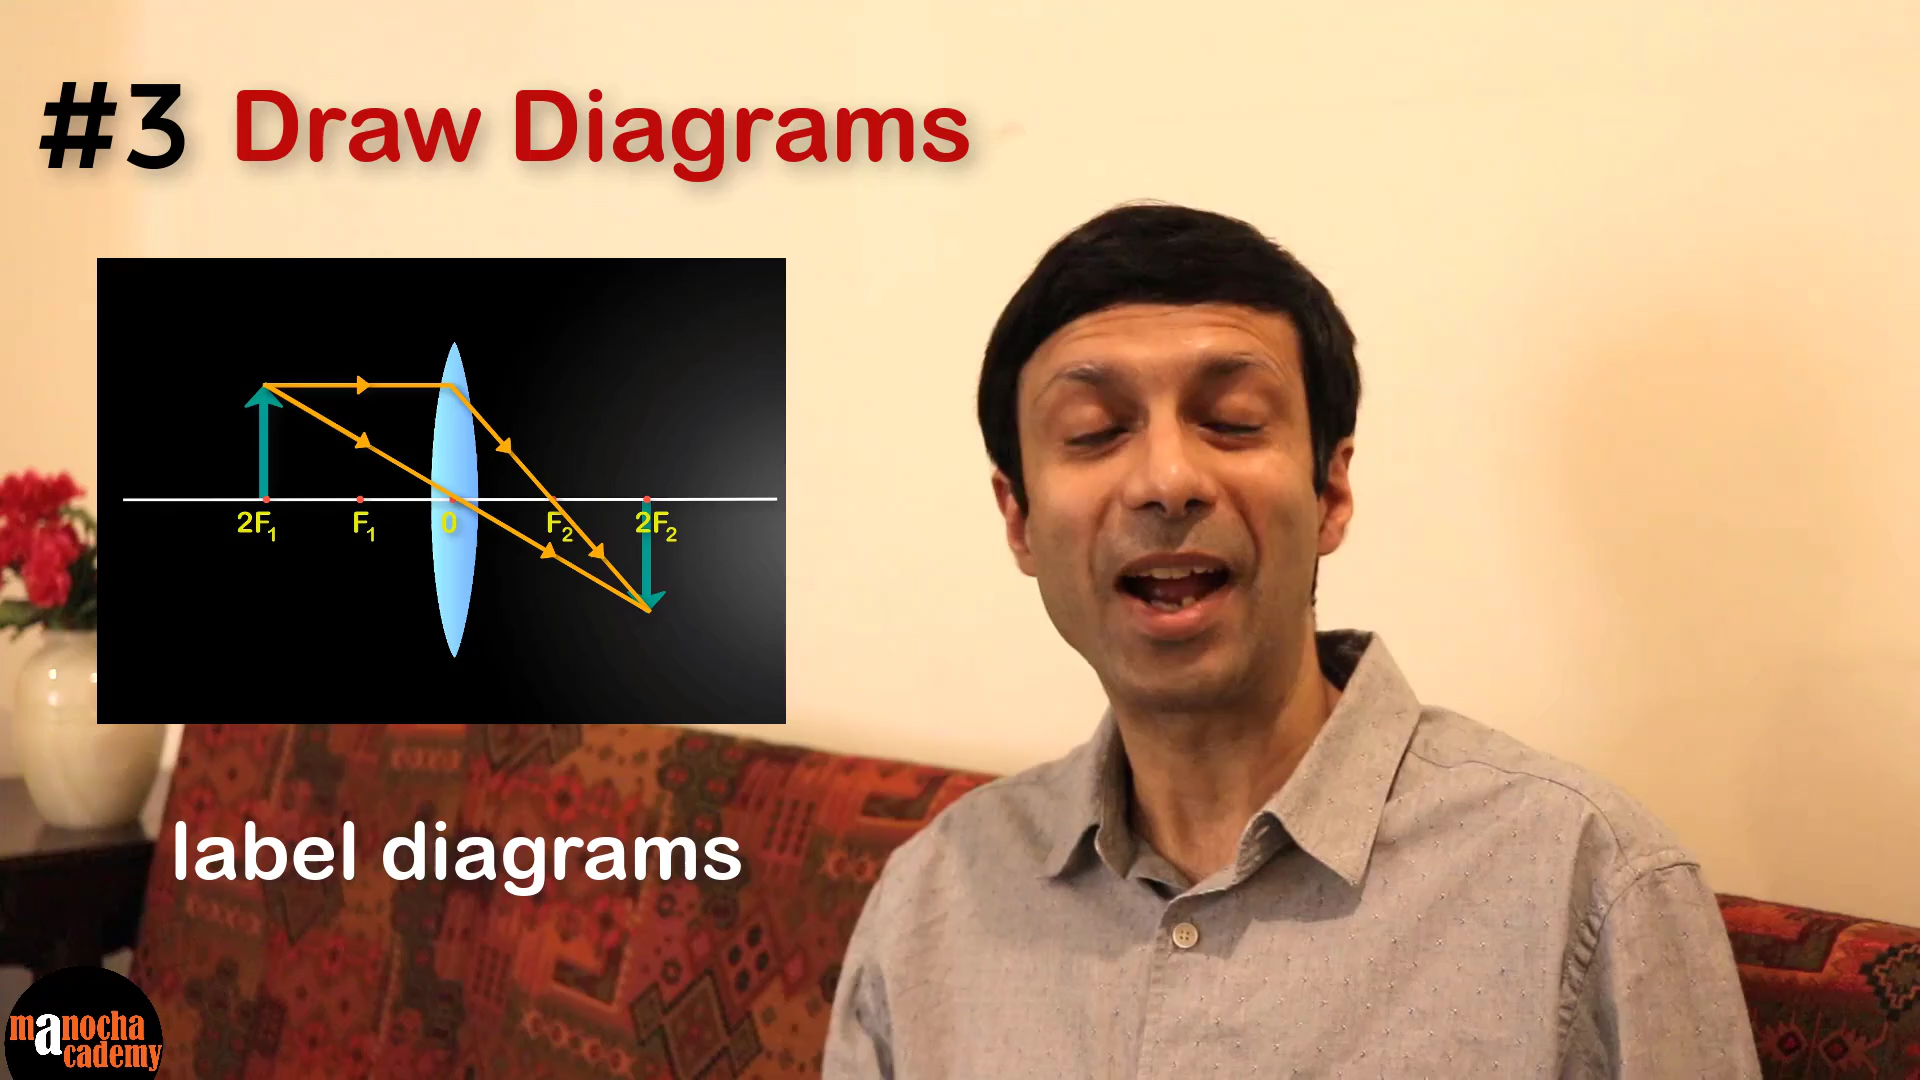 #3 Draw Diagrams
2F₁ F₁ 0 F₂ 2F₂
label diagrams
manocha
academy